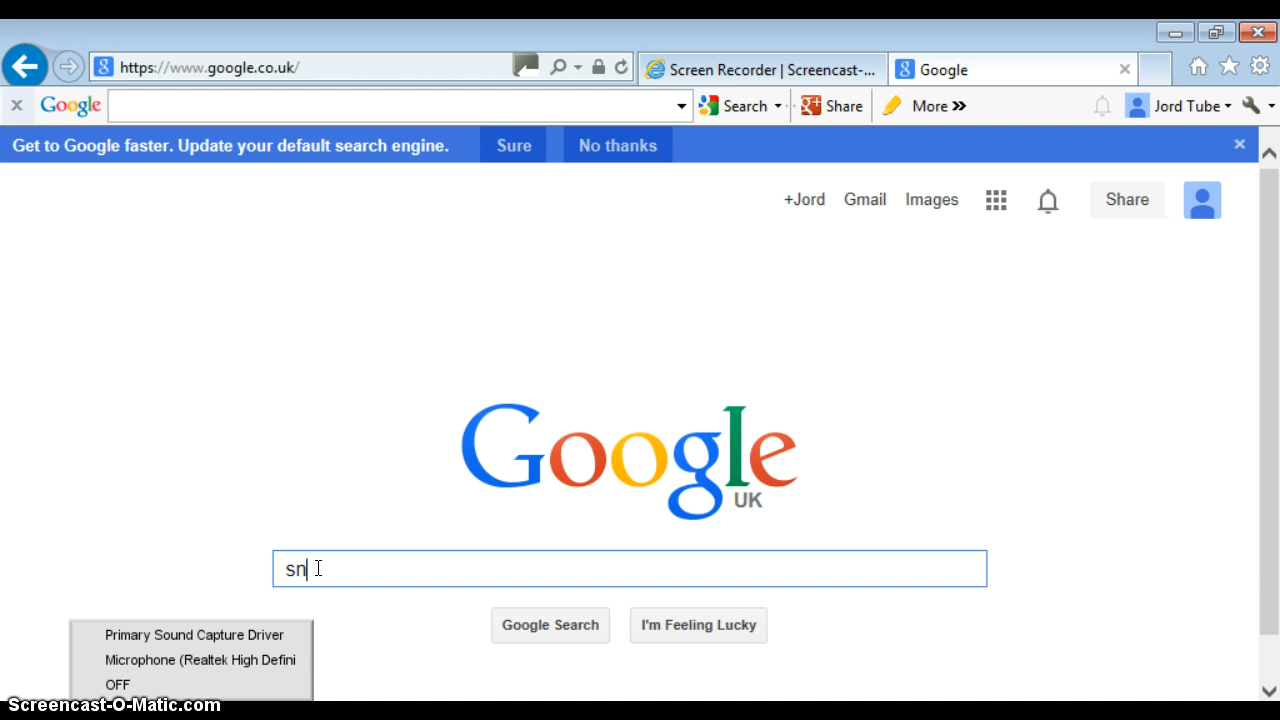 https://www.google.co.uk/
Screen Recorder | Screencast-...
Google
Google
Search
Share
More »
Jord Tube
Get to Google faster. Update your default search engine.
Sure
No thanks
+Jord
Gmail
Images
Share
Google
UK
sn
Google Search
I'm Feeling Lucky
Primary Sound Capture Driver
Microphone (Realtek High Defini
OFF
Screencast-O-Matic.com